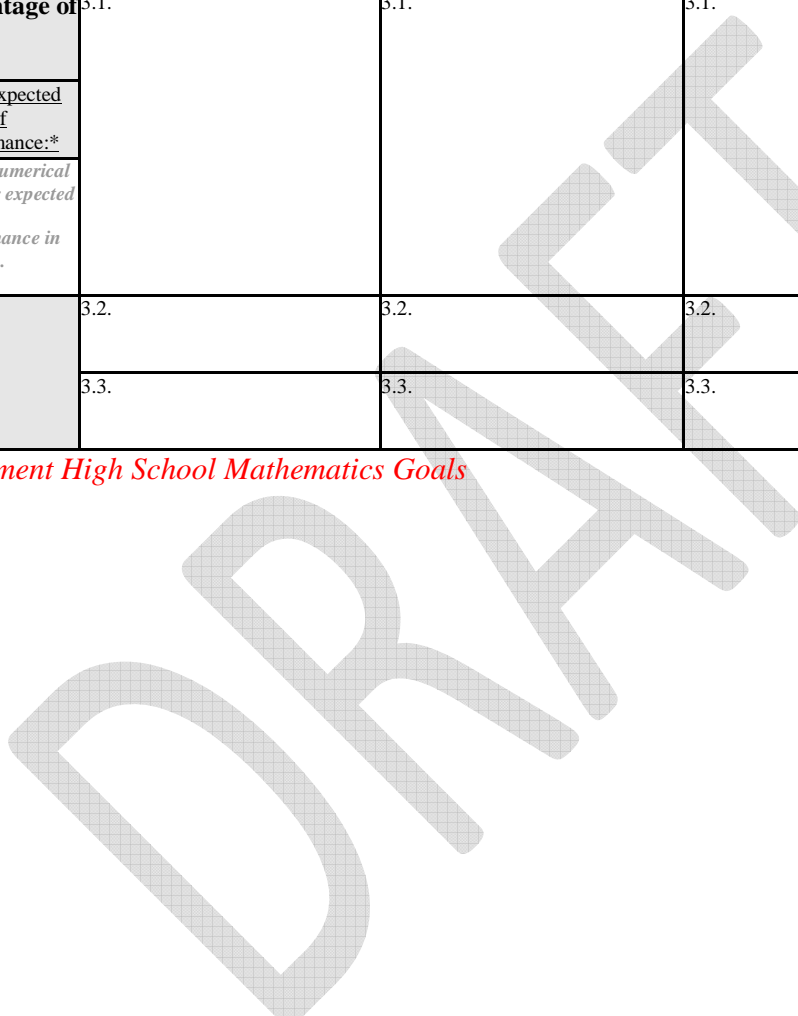 ntage of 3.1. 3.1. 3.1.
xpected
f
mance:*
umerical
expected
ance in
.
3.2. 3.2. 3.2.
3.3. 3.3. 3.3.
ment High School Mathematics Goals
DRAFT